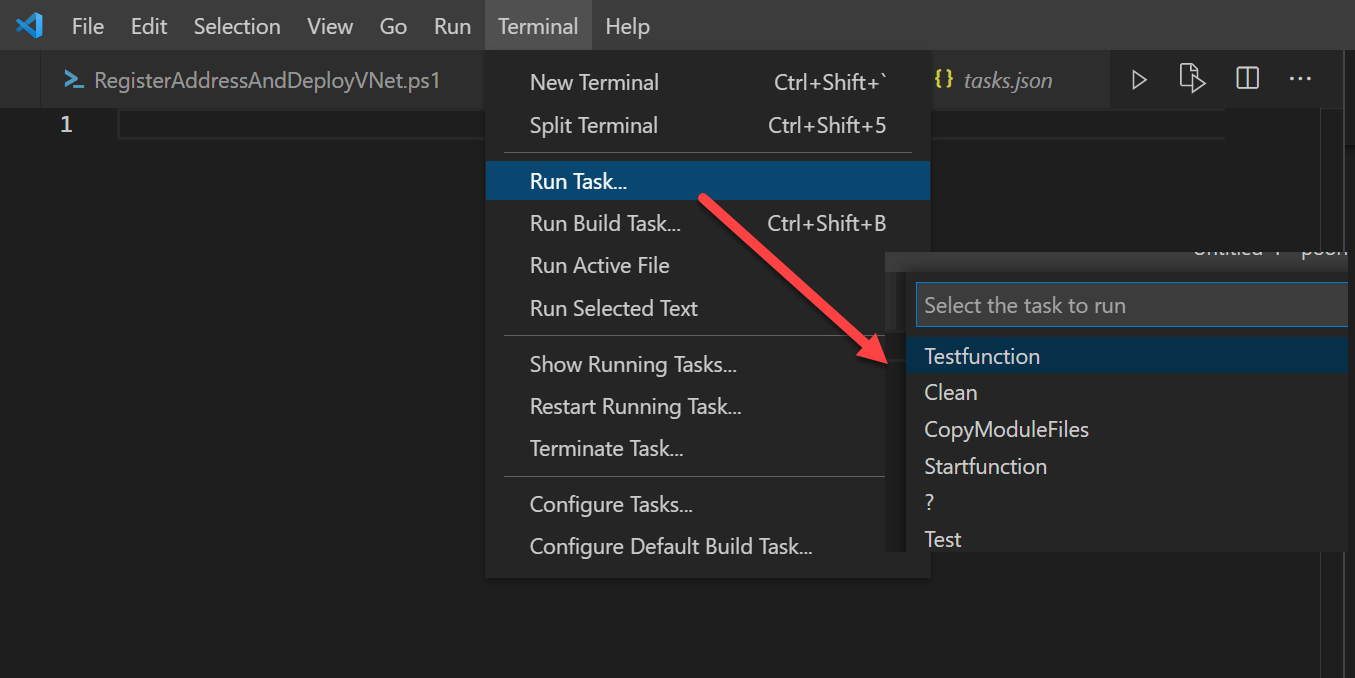 File Edit Selection View Go Run Terminal Help
RegisterAddressAndDeployVNet.ps1
{} tasks.json
1
New Terminal Ctrl+Shift+`
Split Terminal Ctrl+Shift+5
Run Task...
Run Build Task... Ctrl+Shift+B
Run Active File
Run Selected Text
Show Running Tasks...
Restart Running Task...
Terminate Task...
Configure Tasks...
Configure Default Build Task...
Select the task to run
Testfunction
Clean
CopyModuleFiles
Startfunction
?
Test